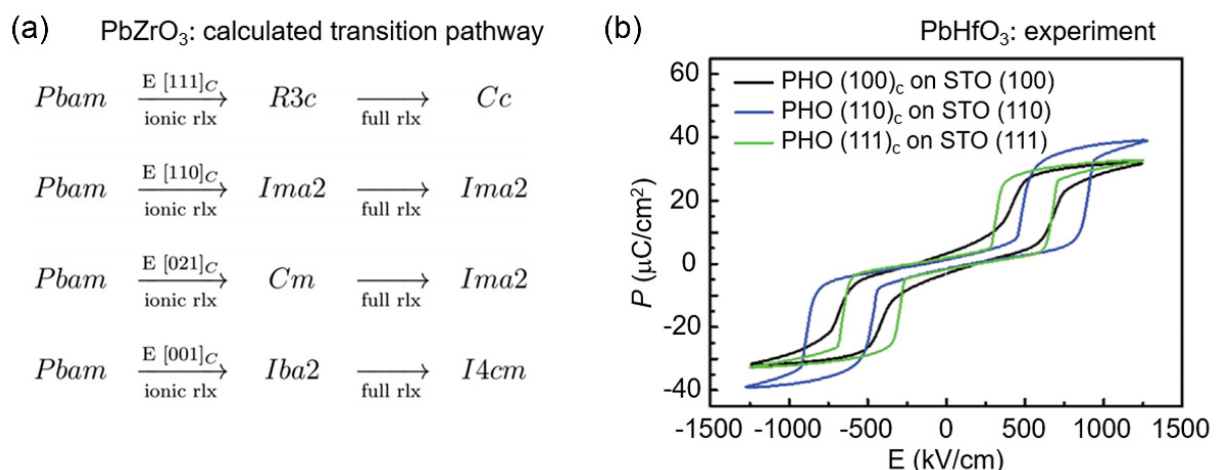 (a) PbZrO₃: calculated transition pathway
Pbam E [111]C ionic rlx R3c full rlx Cc
Pbam E [110]C ionic rlx Ima2 full rlx Ima2
Pbam E [021]C ionic rlx Cm full rlx Ima2
Pbam E [001]C ionic rlx Iba2 full rlx I4cm
(b) PbHfO₃: experiment
PHO (100)c on STO (100)
PHO (110)c on STO (110)
PHO (111)c on STO (111)
P (μC/cm²)
60
40
20
0
-20
-40
-1500 -1000 -500 0 500 1000 1500
E (kV/cm)